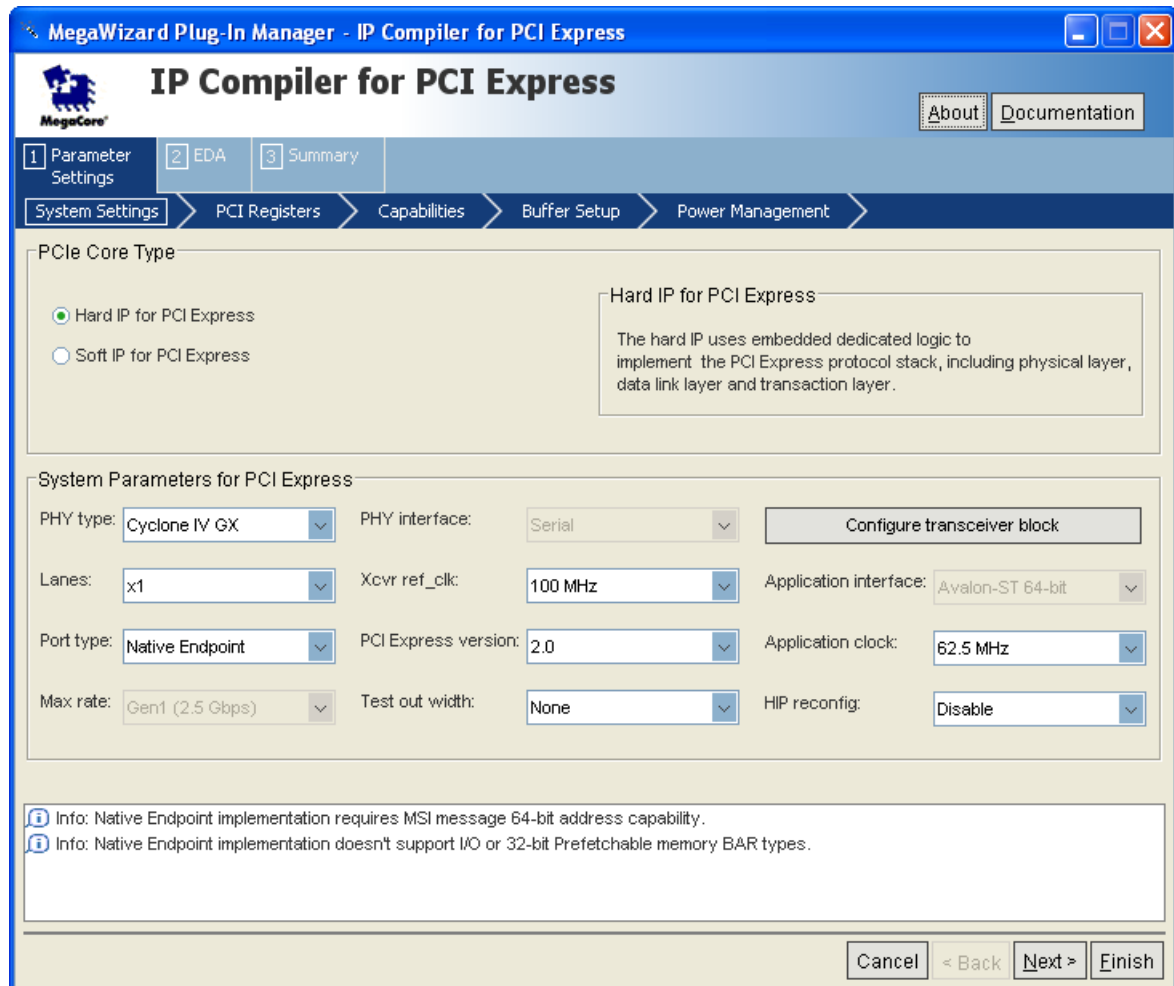 MegaWizard Plug-In Manager - IP Compiler for PCI Express
IP Compiler for PCI Express
MegaCore®
About
Documentation
1 Parameter Settings
2 EDA
3 Summary
System Settings
PCI Registers
Capabilities
Buffer Setup
Power Management
PCIe Core Type
Hard IP for PCI Express
Soft IP for PCI Express
Hard IP for PCI Express
The hard IP uses embedded dedicated logic to
implement the PCI Express protocol stack, including physical layer,
data link layer and transaction layer.
System Parameters for PCI Express
PHY type: Cyclone IV GX
PHY interface: Serial
Configure transceiver block
Lanes: x1
Xcvr ref_clk: 100 MHz
Application interface: Avalon-ST 64-bit
Port type: Native Endpoint
PCI Express version: 2.0
Application clock: 62.5 MHz
Max rate: Gen1 (2.5 Gbps)
Test out width: None
HIP reconfig: Disable
Info: Native Endpoint implementation requires MSI message 64-bit address capability.
Info: Native Endpoint implementation doesn't support I/O or 32-bit Prefetchable memory BAR types.
Cancel
< Back
Next >
Finish